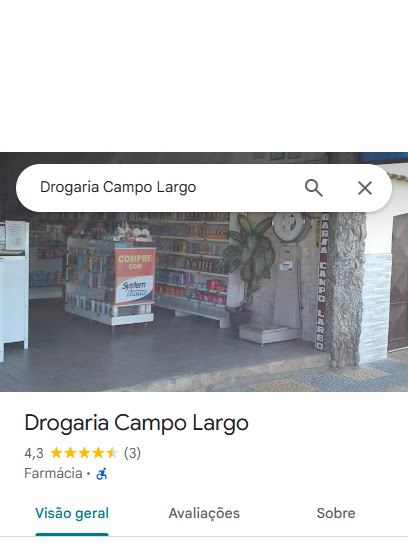 Drogaria Campo Largo
COMPRE
COM
System
Farma
CAMPO LARGO
Drogaria Campo Largo
4,3 (3)
Farmácia ·
Visão geral
Avaliações
Sobre